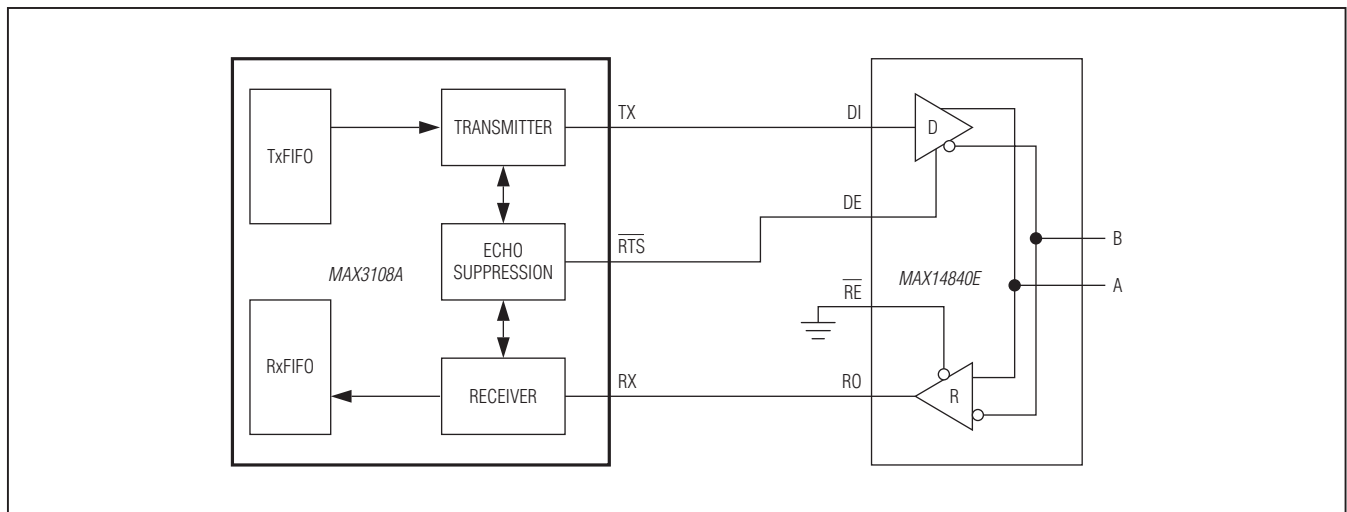 TxFIFO
TRANSMITTER
TX
DI
D
DE
ECHO
SUPPRESSION
RTS
MAX3108A
B
MAX14840E
A
RE
RxFIFO
RECEIVER
RX
RO
R